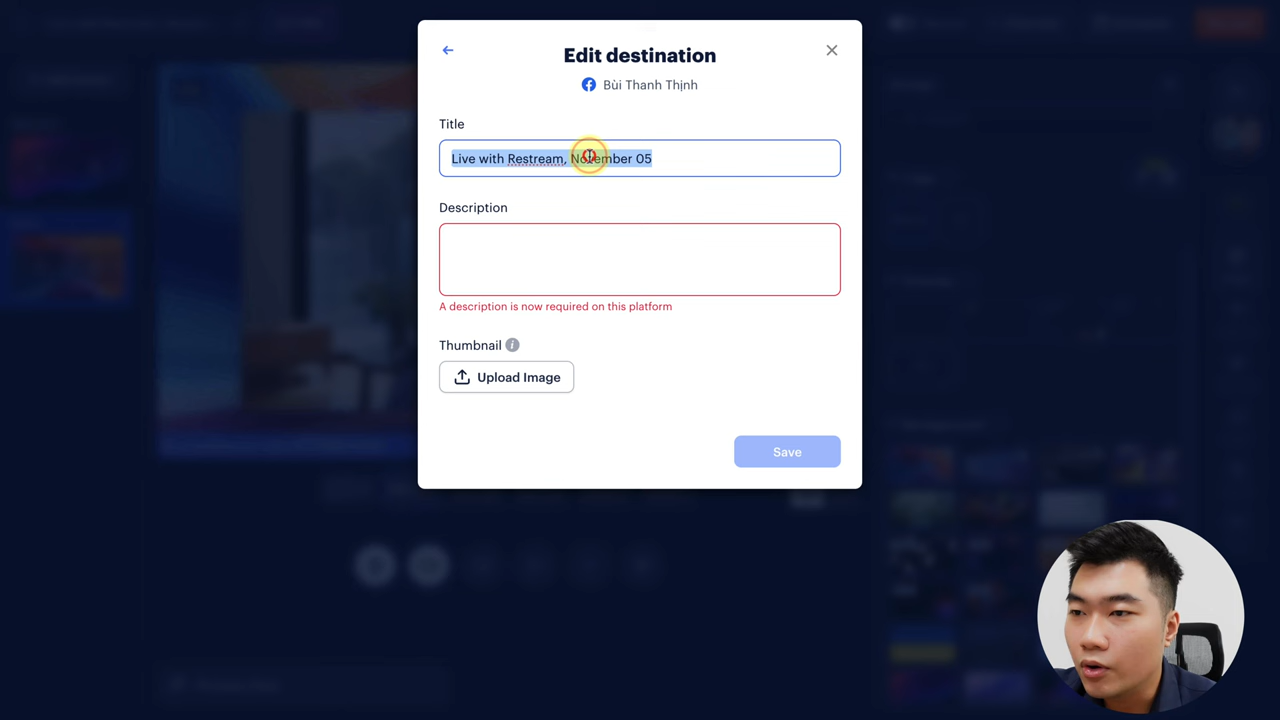 Edit destination
Bùi Thanh Thịnh
Title
Live with Restream, November 05
Description
A description is now required on this platform
Thumbnail
Upload Image
Save